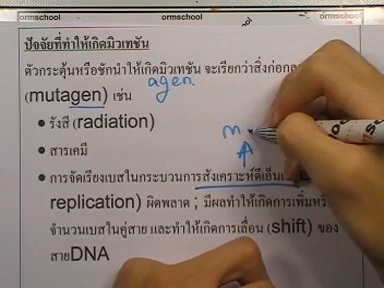 ormschool ormschool ormschool
ปัจจัยที่ทำให้เกิดมิวเทชัน
ตัวกระตุ้นหรือชักนำให้เกิดมิวเทชัน จะเรียกว่าสิ่งก่อกล
(mutagen) เช่น
agen.
• รังสี (radiation)
m
• สารเคมี
• การจัดเรียงเบสในกระบวนการสังเคราะห์ดีเอ็นเ
replication) ผิดพลาด ; มีผลทำให้เกิดการเพิ่มหรื
จำนวนเบสในคู่สาย และทำให้เกิดการเลื่อน (shift) ของ
สายDNA